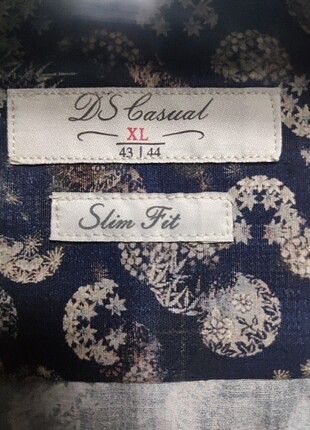 DS Casual
XL
43 | 44
Slim Fit